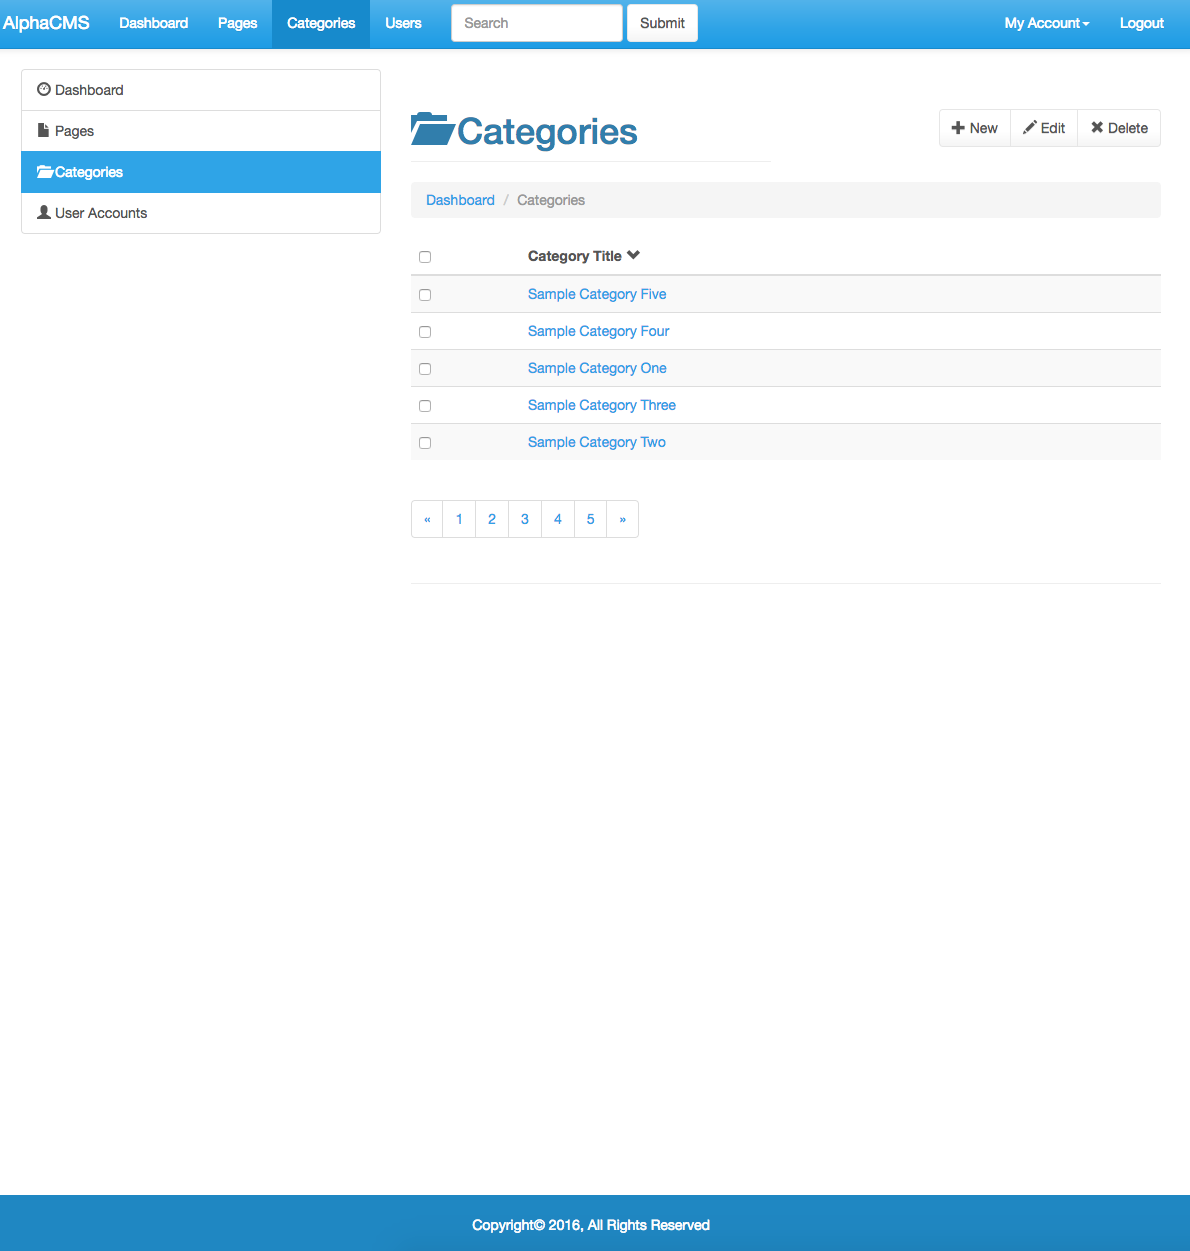 AlphaCMS Dashboard Pages Categories Users Search Submit My Account Logout
Dashboard
Pages
Categories
User Accounts
Categories
New Edit Delete
Dashboard / Categories
Category Title
Sample Category Five
Sample Category Four
Sample Category One
Sample Category Three
Sample Category Two
« 1 2 3 4 5 »
Copyright© 2016, All Rights Reserved